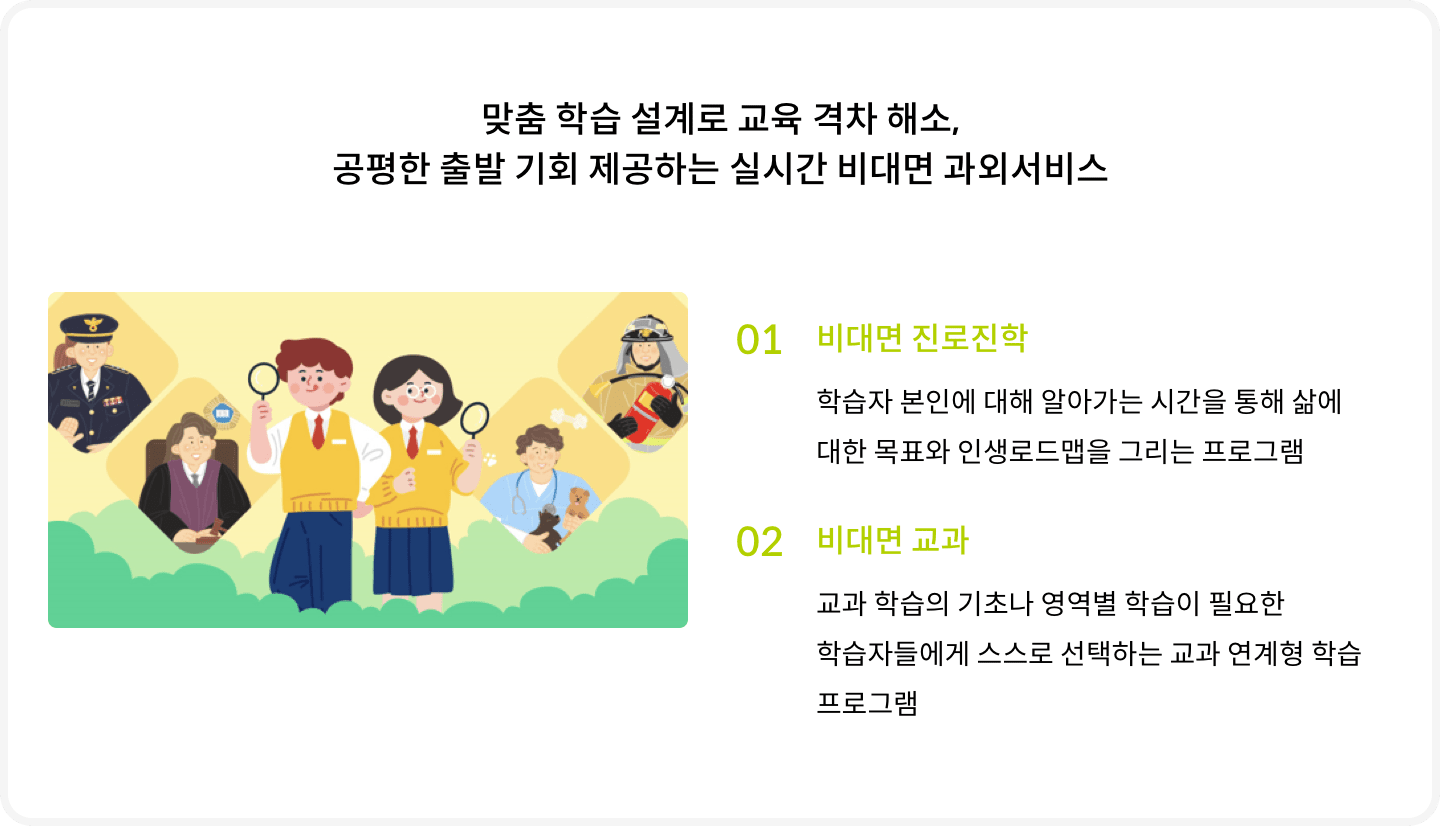 맞춤 학습 설계로 교육 격차 해소,
공평한 출발 기회 제공하는 실시간 비대면 과외서비스
01 비대면 진로진학
학습자 본인에 대해 알아가는 시간을 통해 삶에
대한 목표와 인생로드맵을 그리는 프로그램
02 비대면 교과
교과 학습의 기초나 영역별 학습이 필요한
학습자들에게 스스로 선택하는 교과 연계형 학습
프로그램